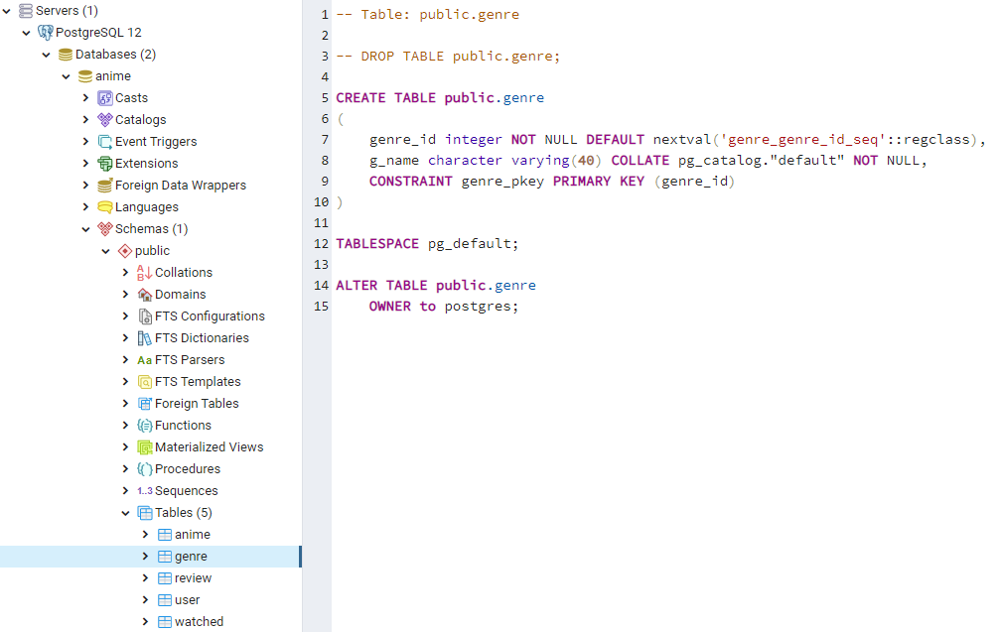 Servers (1)
PostgreSQL 12
Databases (2)
anime
Casts
Catalogs
Event Triggers
Extensions
Foreign Data Wrappers
Languages
Schemas (1)
public
Collations
Domains
FTS Configurations
FTS Dictionaries
Aa FTS Parsers
FTS Templates
Foreign Tables
Functions
Materialized Views
Procedures
1..3 Sequences
Tables (5)
anime
genre
review
user
watched
1 -- Table: public.genre
2
3 -- DROP TABLE public.genre;
4
5 CREATE TABLE public.genre
6 (
7     genre_id integer NOT NULL DEFAULT nextval('genre_genre_id_seq'::regclass),
8     g_name character varying(40) COLLATE pg_catalog."default" NOT NULL,
9     CONSTRAINT genre_pkey PRIMARY KEY (genre_id)
10 )
11
12 TABLESPACE pg_default;
13
14 ALTER TABLE public.genre
15     OWNER to postgres;